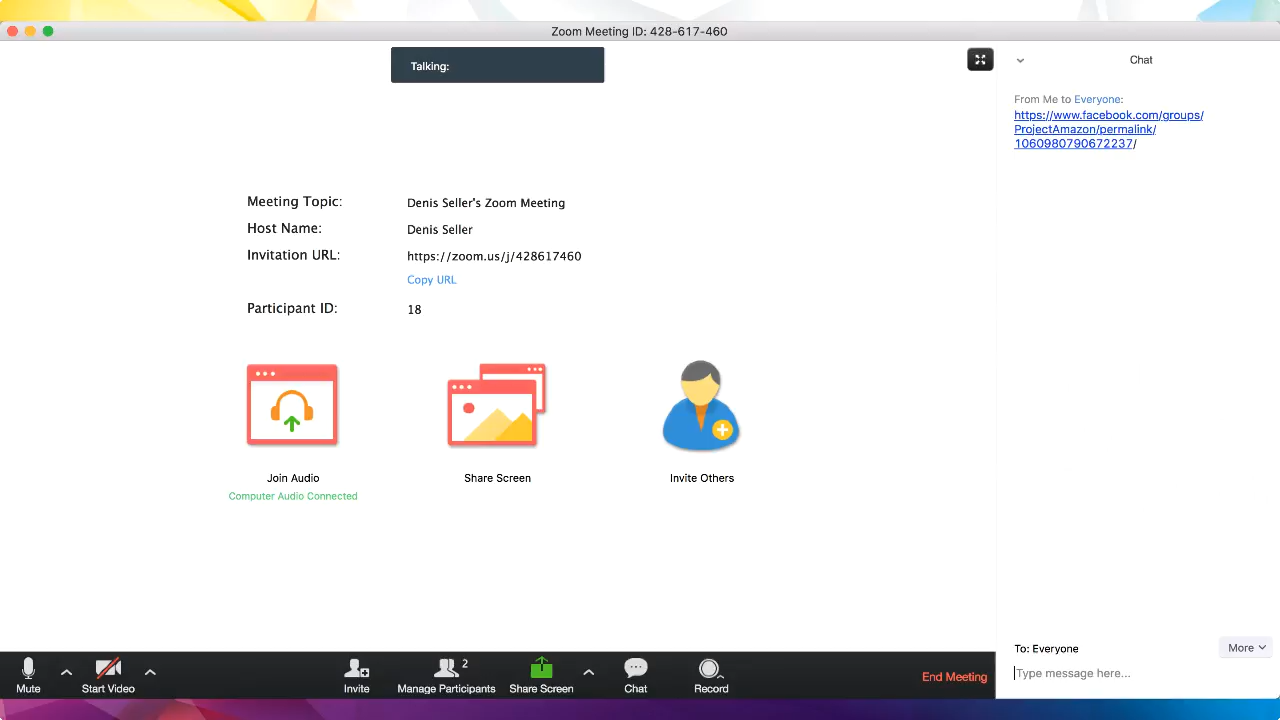 Zoom Meeting ID: 428-617-460
Talking:
Meeting Topic: Denis Seller's Zoom Meeting
Host Name: Denis Seller
Invitation URL: https://zoom.us/j/428617460
Copy URL
Participant ID: 18
Join Audio
Computer Audio Connected
Share Screen
Invite Others
Chat
From Me to Everyone:
https://www.facebook.com/groups/
ProjectAmazon/permalink/
1060980790672237/
To: Everyone
More
Type message here...
Mute
Start Video
Invite
2
Manage Participants
Share Screen
Chat
Record
End Meeting